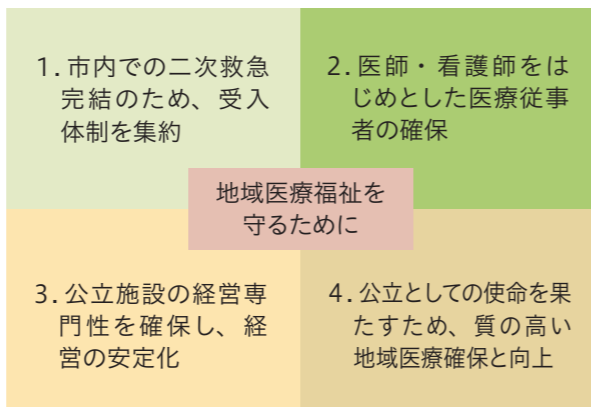 1. 市内での二次救急
完結のため、受入
体制を集約
2. 医師・看護師をは
じめとした医療従事
者の確保
地域医療福祉を
守るために
3. 公立施設の経営専
門性を確保し、経
営の安定化
4. 公立としての使命を果
たすため、質の高い
地域医療確保と向上